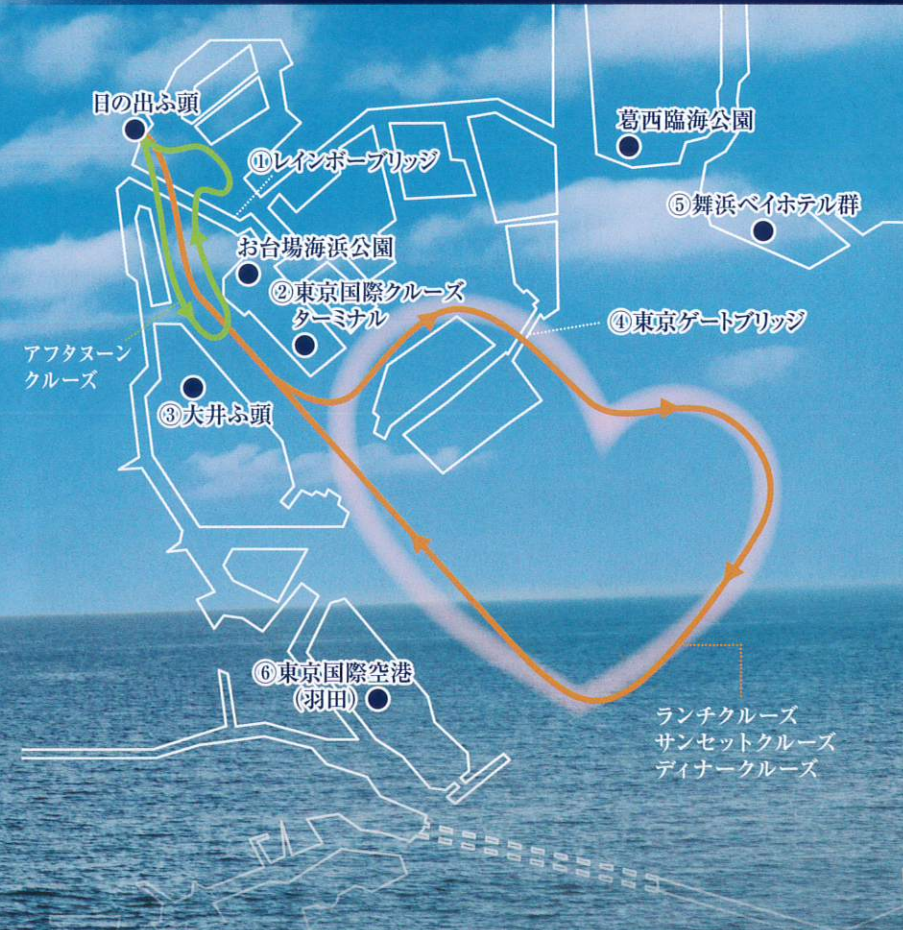 日の出ふ頭
①レインボーブリッジ
葛西臨海公園
⑤舞浜ベイホテル群
お台場海浜公園
②東京国際クルーズ
ターミナル
④東京ゲートブリッジ
アフタヌーン
クルーズ
③大井ふ頭
⑥東京国際空港
(羽田)
ランチクルーズ
サンセットクルーズ
ディナークルーズ